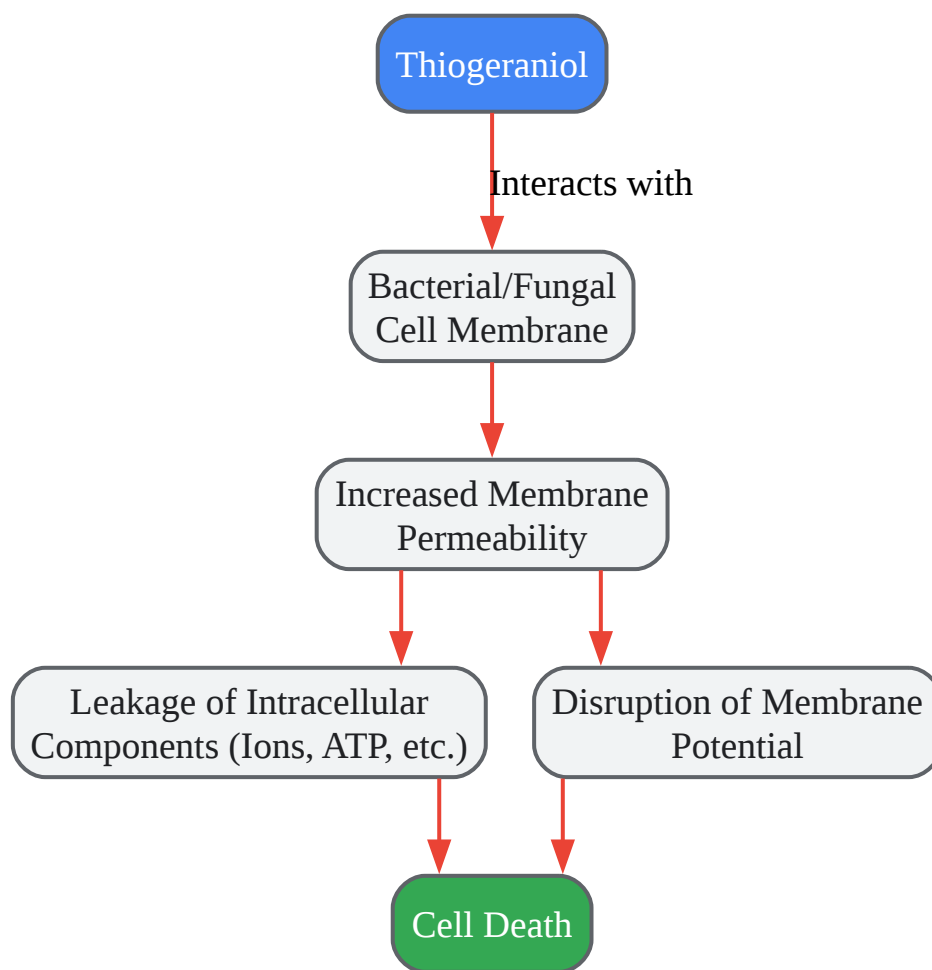 Thiogeraniol
Interacts with
Bacterial/Fungal
Cell Membrane
Increased Membrane
Permeability
Leakage of Intracellular
Components (Ions, ATP, etc.)
Disruption of Membrane
Potential
Cell Death